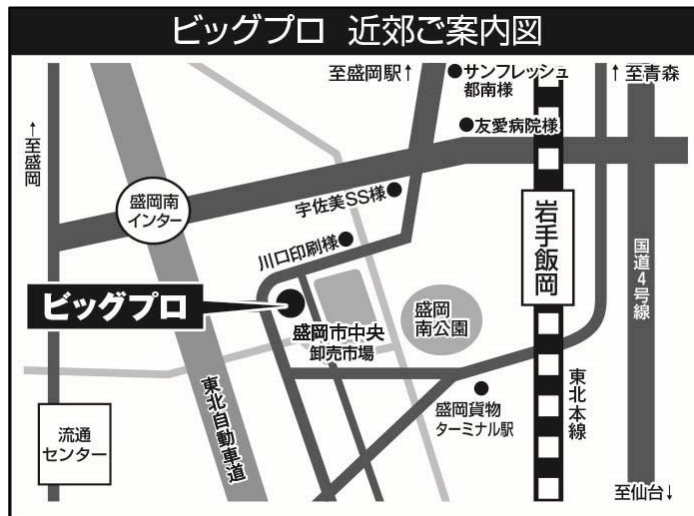 ビッグプロ 近郊ご案内図
至盛岡駅↑
サンフレッシュ
都南様
↑至青森
友愛病院様
↑至盛岡
盛岡南
インター
宇佐美SS様
川口印刷様
岩手飯岡
国道4号線
ビッグプロ
盛岡市中央
卸売市場
盛岡
南公園
東北自動車道
盛岡貨物
ターミナル駅
東北本線
流通
センター
至仙台↓